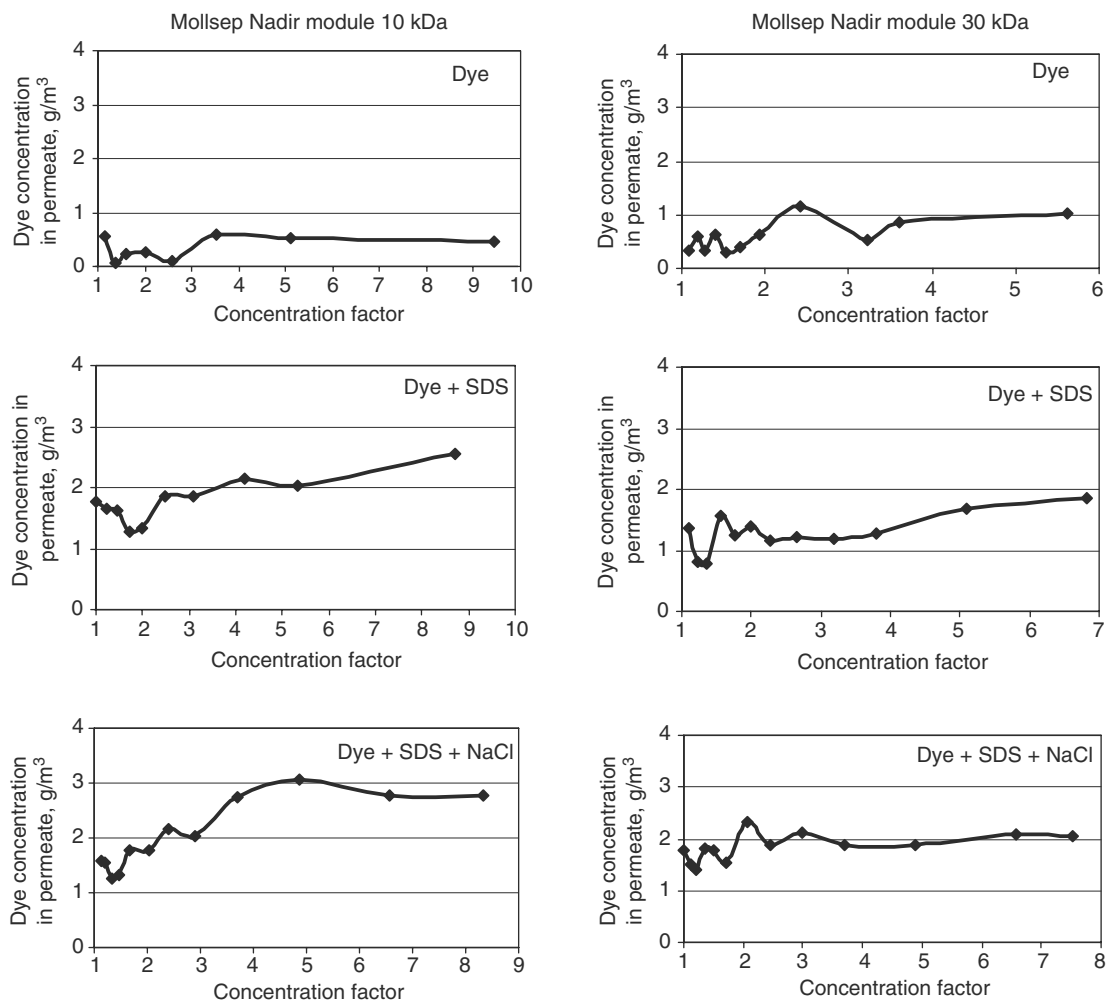 Mollsep Nadir module 10 kDa
Mollsep Nadir module 30 kDa
Dye
Dye concentration
in permeate, g/m³
4
3
2
1
0
1 2 3 4 5 6 7 8 9 10
Concentration factor
Dye
Dye concentration
in peremate, g/m³
4
3
2
1
0
1 2 3 4 5 6
Concentration factor
Dye + SDS
Dye concentration in
permeate, g/m³
4
3
2
1
0
1 2 3 4 5 6 7 8 9 10
Concentration factor
Dye + SDS
Dye concentration in
permeate, g/m³
4
3
2
1
0
1 2 3 4 5 6 7
Concentration factor
Dye + SDS + NaCl
Dye concentration
in permeate, g/m³
4
3
2
1
0
1 2 3 4 5 6 7 8 9
Concentration factor
Dye + SDS + NaCl
Dye concentration
in permeate, g/m³
4
3
2
1
0
1 2 3 4 5 6 7 8
Concentration factor